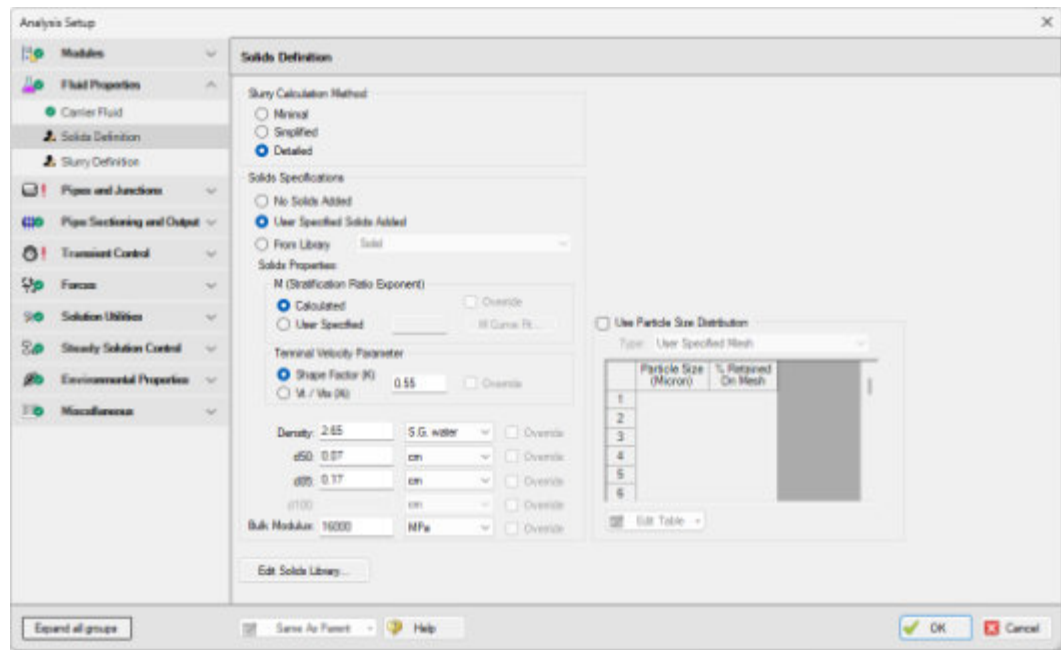 Analysis Setup
Modules
Fluid Properties
Carrier Fluid
Solids Definition
Slurry Definition
Pipes and Junctions
Pipe Sectioning and Output
Transient Control
Forces
Solution Utilities
Steady Solution Control
Environmental Properties
Miscellaneous
Expand all groups
Solids Definition
Slurry Calculation Method
Minimal
Simplified
Detailed
Solids Specifications
No Solids Added
User Specified Solids Added
From Library Solid
Solids Properties:
M (Stratification Ratio Exponent)
Calculated Override
User Specified M Curve Fit...
Terminal Velocity Parameter
Shape Factor (K) 0.55 Override
Density: 2.65 S.G. water Override
d50: 0.07 cm Override
d85: 0.17 cm Override
d100: cm Override
Bulk Modulus: 16000 MPa Override
Edit Solids Library...
Use Particle Size Distribution
Type: User Specified Mesh
Particle Size (Micron) % Retained On Mesh
1
2
3
4
5
6
Edit Table
Same As Parent Help OK Cancel